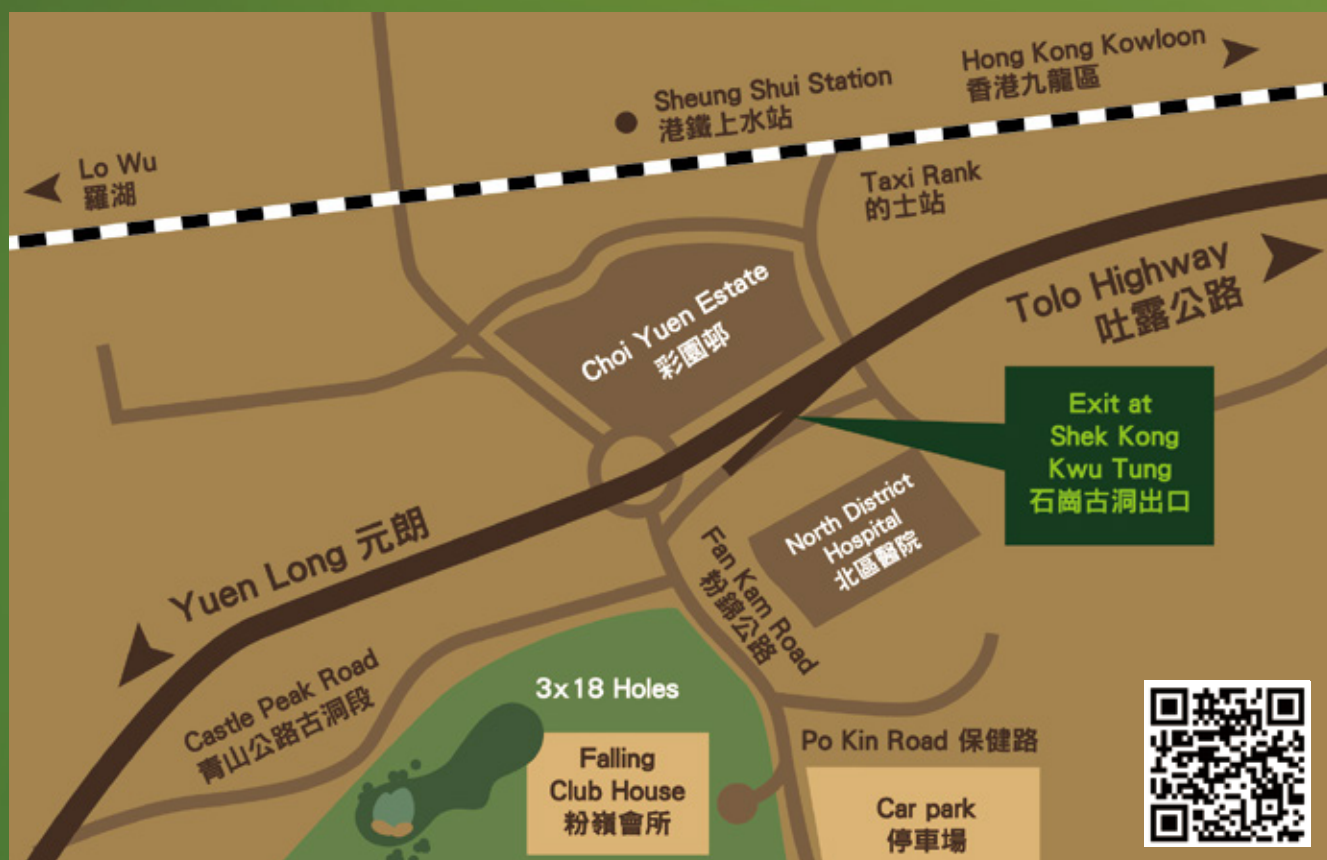 Hong Kong Kowloon
香港九龍區
Sheung Shui Station
港鐵上水站
Lo Wu
羅湖
Taxi Rank
的士站
Tolo Highway
吐露公路
Choi Yuen Estate
彩園邨
Exit at
Shek Kong
Kwu Tung
石崗古洞出口
North District
Hospital
北區醫院
Yuen Long 元朗
Fan Kam Road
粉錦公路
Castle Peak Road
青山公路古洞段
3x18 Holes
Falling
Club House
粉嶺會所
Po Kin Road 保健路
Car park
停車場